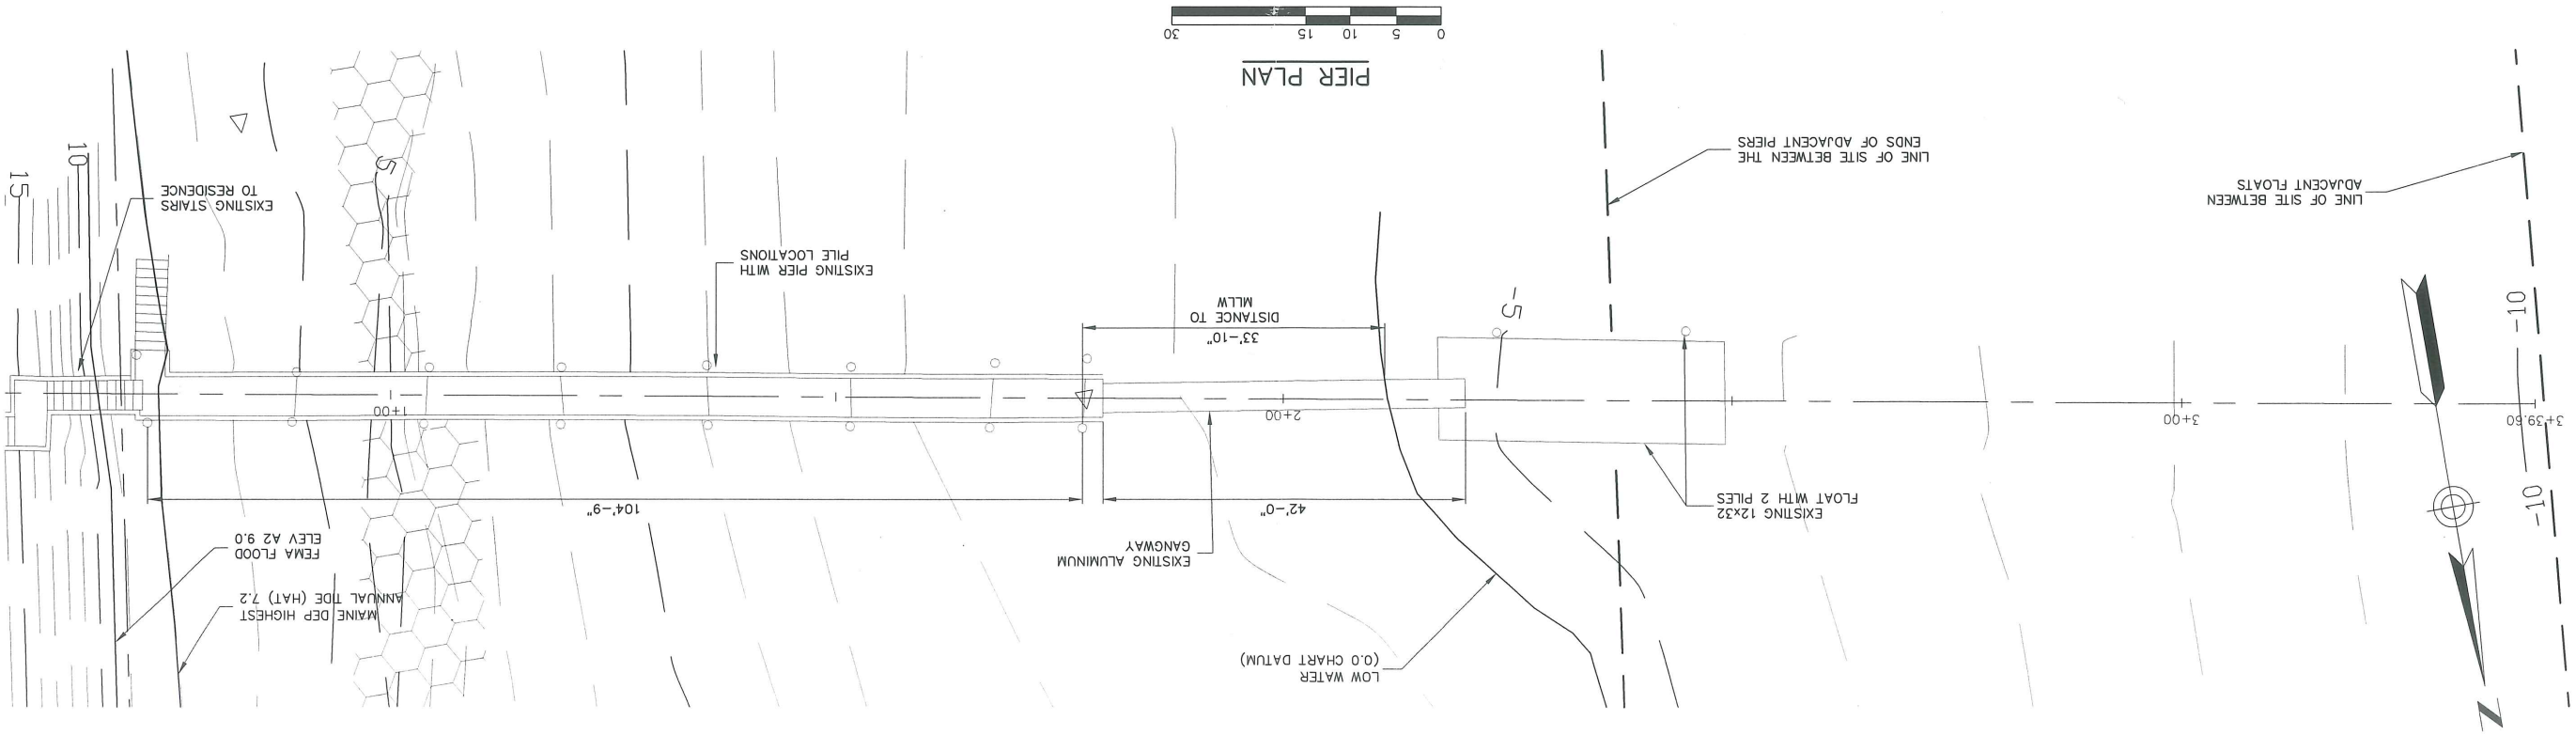 N
3+39.60
-10
-10
LINE OF SITE BETWEEN
ADJACENT FLOATS
3+00
LOW WATER
(0.0 CHART DATUM)
EXISTING 12x32
FLOAT WITH 2 PILES
-5
LINE OF SITE BETWEEN THE
ENDS OF ADJACENT PIERS
EXISTING ALUMINUM
GANGWAY
42'-0"
2+00
33'-10"
DISTANCE TO
MLLW
PIER PLAN
0 5 10 15 30
104'-9"
EXISTING PIER WITH
PILE LOCATIONS
1+00
5
MAINE DEP HIGHEST
ANNUAL TIDE (HAT) 7.2
FEMA FLOOD
ELEV A2 9.0
EXISTING STAIRS
TO RESIDENCE
10
15